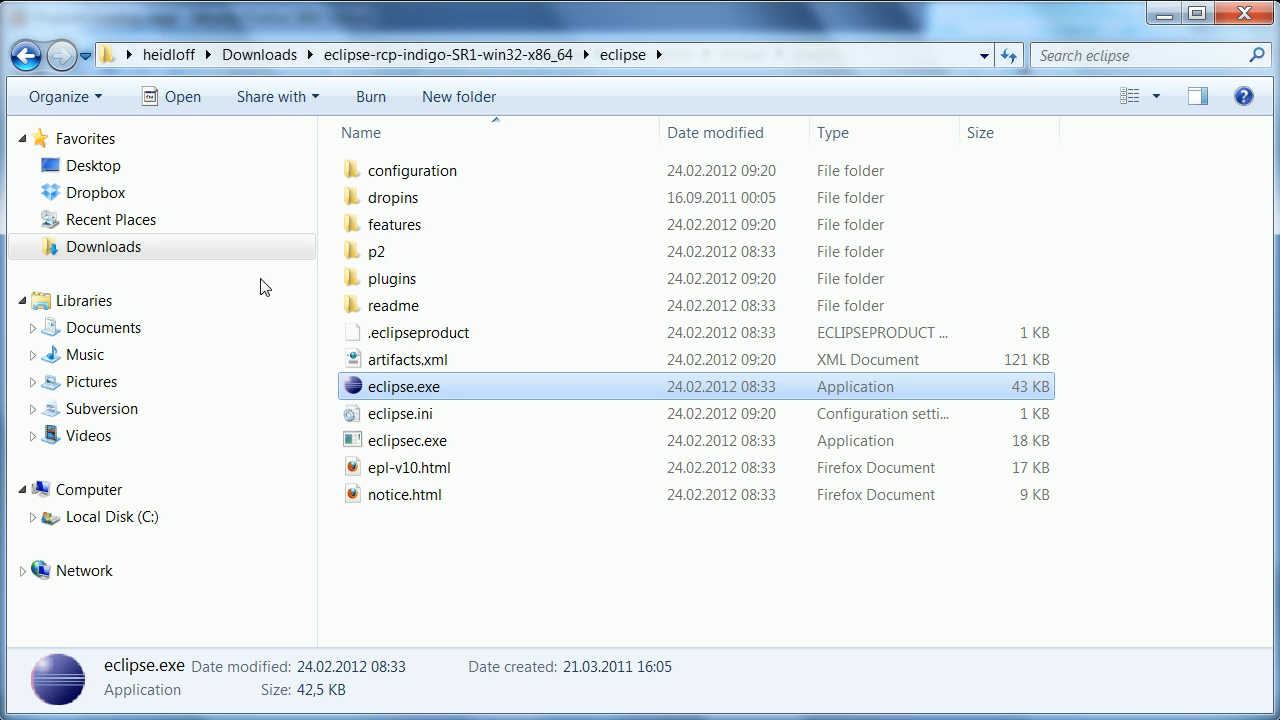 heidloff Downloads eclipse-rcp-indigo-SR1-win32-x86_64 eclipse Search eclipse
Organize Open Share with Burn New folder
Favorites
Desktop
Dropbox
Recent Places
Downloads
Libraries
Documents
Music
Pictures
Subversion
Videos
Computer
Local Disk (C:)
Network
Name Date modified Type Size
configuration 24.02.2012 09:20 File folder
dropins 16.09.2011 00:05 File folder
features 24.02.2012 09:20 File folder
p2 24.02.2012 08:33 File folder
plugins 24.02.2012 09:20 File folder
readme 24.02.2012 08:33 File folder
.eclipseproduct 24.02.2012 08:33 ECLIPSEPRODUCT ... 1 KB
artifacts.xml 24.02.2012 09:20 XML Document 121 KB
eclipse.exe 24.02.2012 08:33 Application 43 KB
eclipse.ini 24.02.2012 09:20 Configuration setti... 1 KB
eclipsec.exe 24.02.2012 08:33 Application 18 KB
epl-v10.html 24.02.2012 08:33 Firefox Document 17 KB
notice.html 24.02.2012 08:33 Firefox Document 9 KB
eclipse.exe Date modified: 24.02.2012 08:33 Date created: 21.03.2011 16:05
Application Size: 42,5 KB